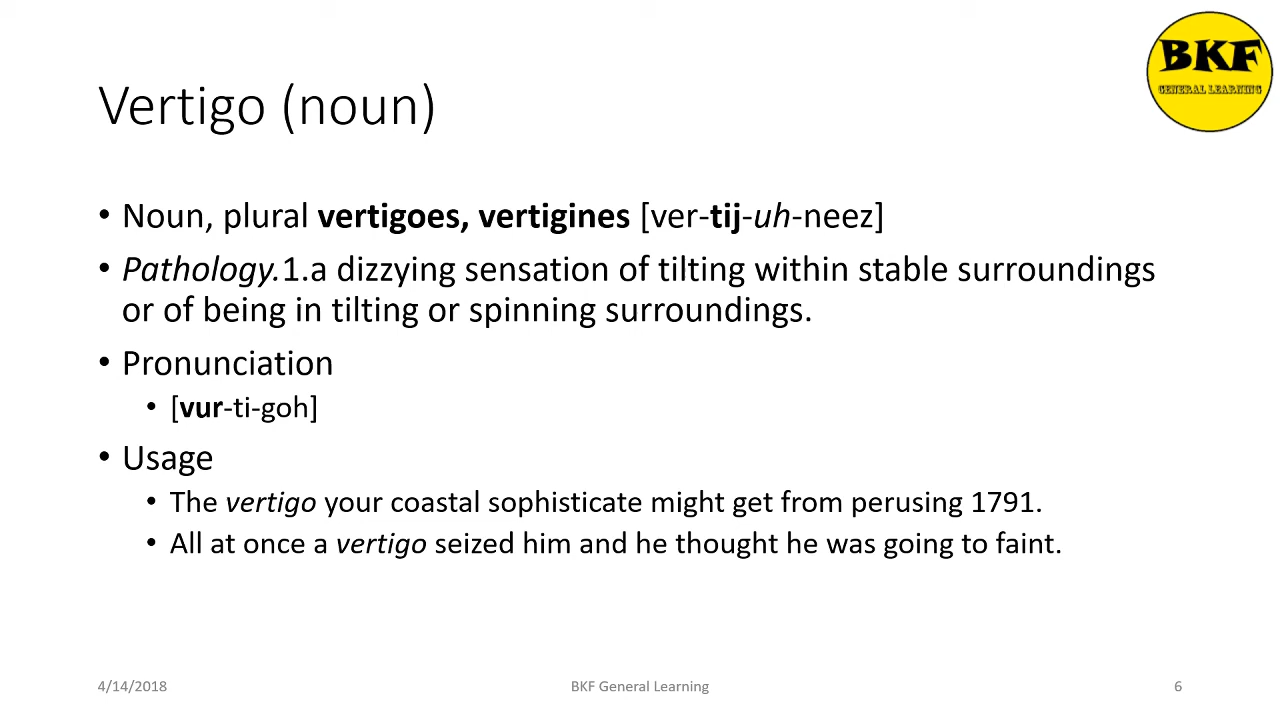 BKF
GENERAL LEARNING
Vertigo (noun)
• Noun, plural vertigoes, vertigines [ver-tij-uh-neez]
• Pathology.1.a dizzying sensation of tilting within stable surroundings
or of being in tilting or spinning surroundings.
• Pronunciation
• [vur-ti-goh]
• Usage
• The vertigo your coastal sophisticate might get from perusing 1791.
• All at once a vertigo seized him and he thought he was going to faint.
4/14/2018
BKF General Learning
6